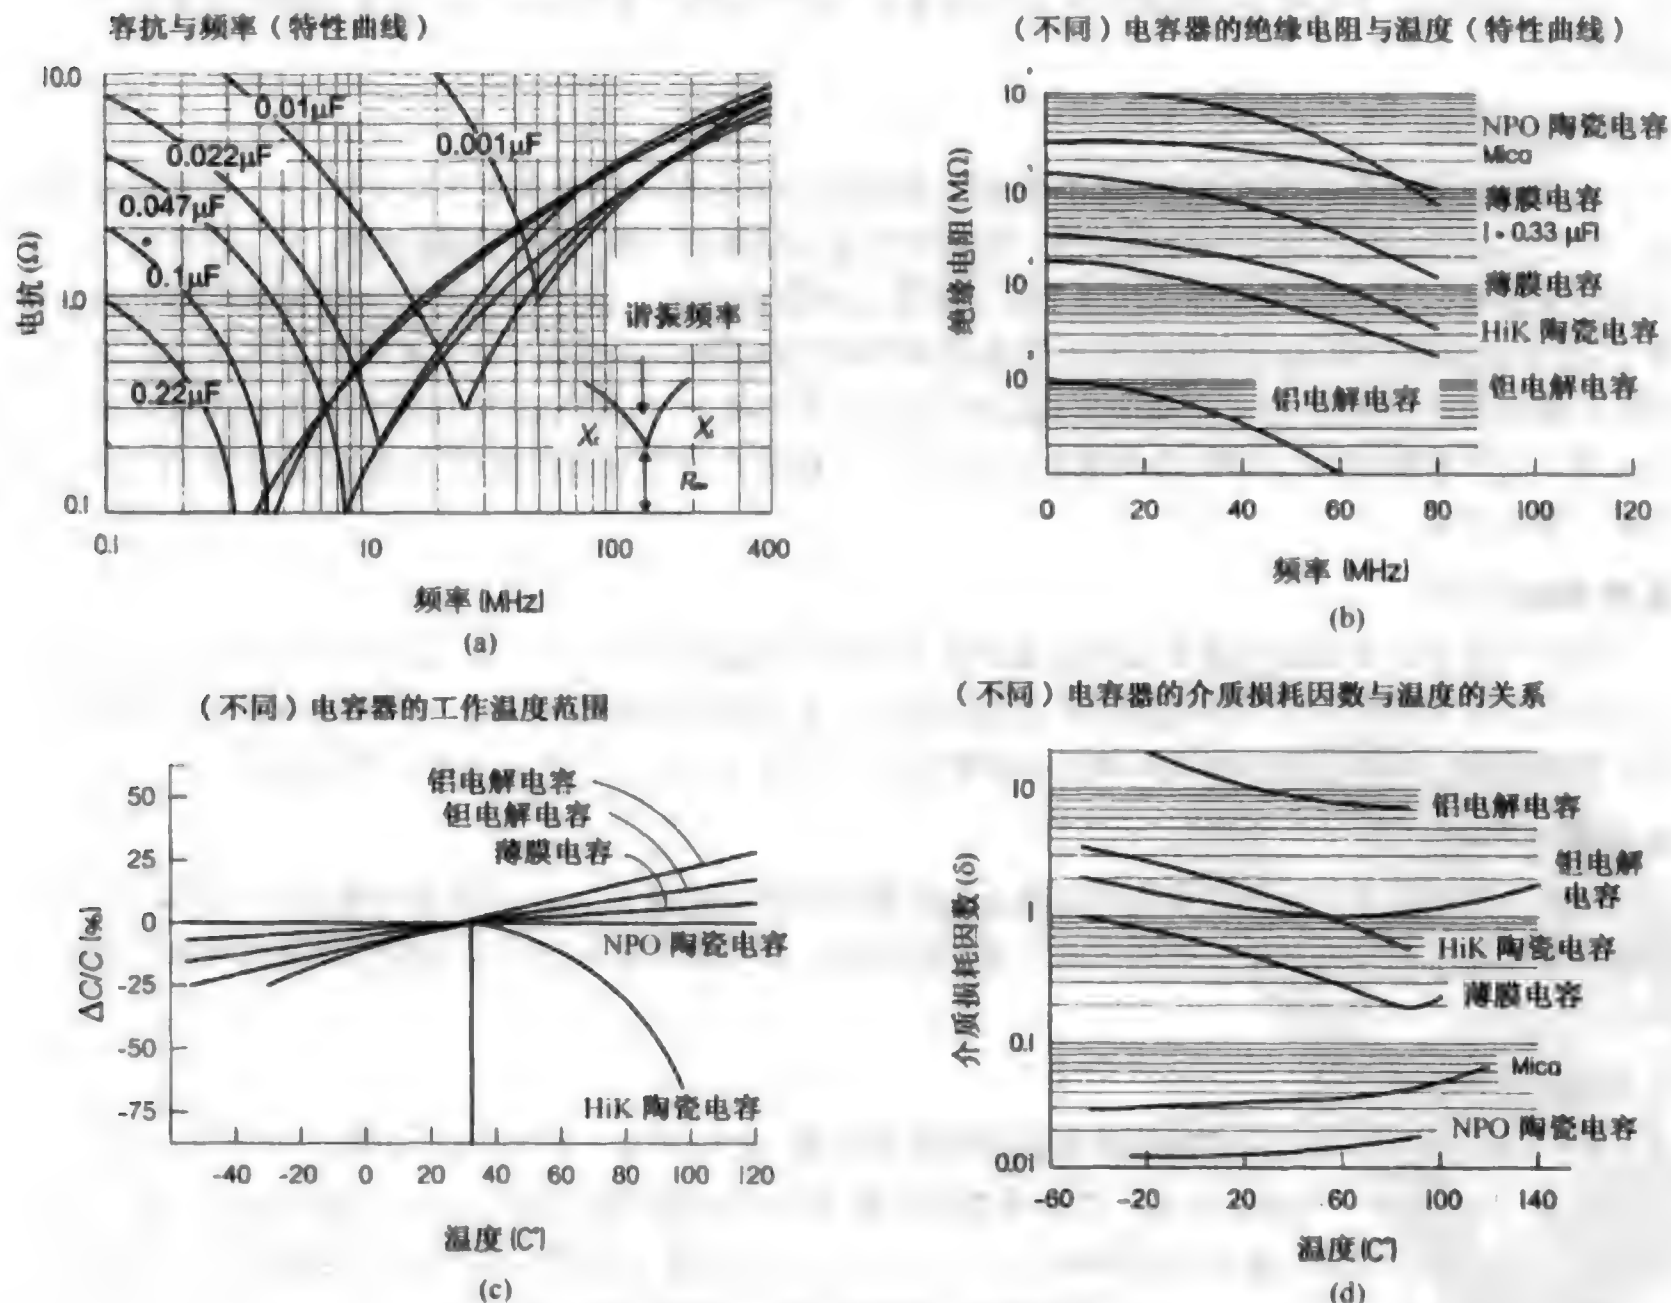 容抗与频率（特性曲线）
10.0
1.0
0.1
电抗(Ω)
0.01μF
0.001μF
0.022μF
0.047μF
0.1μF
0.22μF
谐振频率
0.1
10
100
400
频率 (MHz)
(a)
（不同）电容器的绝缘电阻与温度（特性曲线）
绝缘电阻(MΩ)
10
10
10
10
NPO 陶瓷电容
Mica
薄膜电容
薄膜电容
HiK 陶瓷电容
铝电解电容
钽电解电容
0
20
40
60
80
100
120
频率 (MHz)
(b)
（不同）电容器的工作温度范围
ΔC/C (%)
50
25
0
-25
-50
-75
铝电解电容
钽电解电容
薄膜电容
NPO 陶瓷电容
HiK 陶瓷电容
-40
-20
0
20
40
60
80
100
120
温度 (C°)
(c)
（不同）电容器的介质损耗因数与温度的关系
介质损耗因数(δ)
10
1
0.1
0.01
铝电解电容
钽电解
电容
HiK 陶瓷电容
薄膜电容
Mica
NPO 陶瓷电容
-60
-20
20
60
100
140
温度 (C°)
(d)